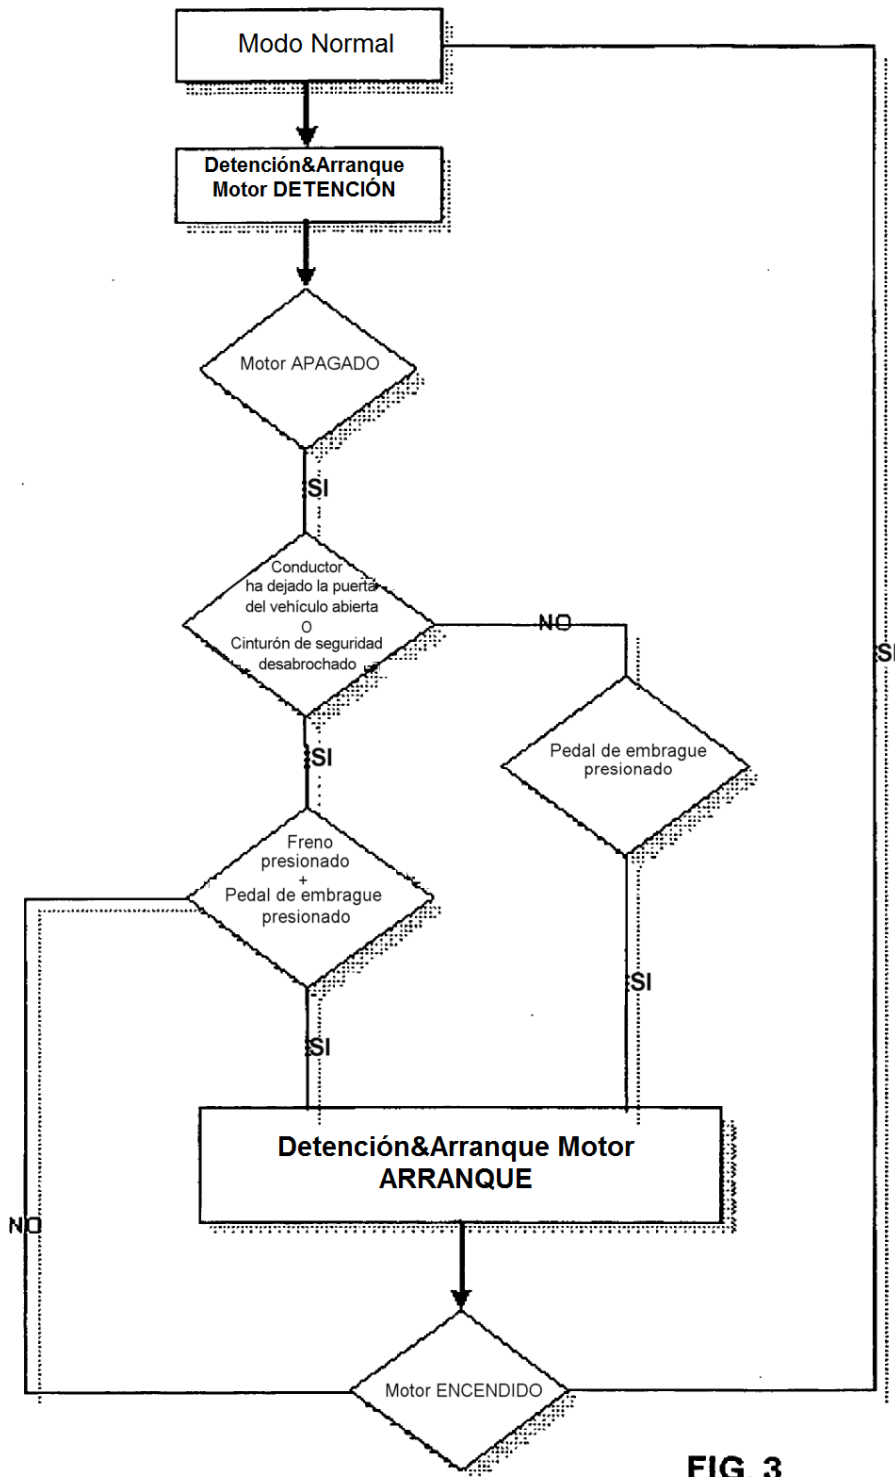 Modo Normal
Detención&Arranque
Motor DETENCIÓN
Motor APAGADO
SI
Conductor
ha dejado la puerta
del vehículo abierta
O
Cinturón de seguridad
desabrochado
NO
SI
SI
Pedal de embrague
presionado
Freno
presionado
+
Pedal de embrague
presionado
SI
SI
Detención&Arranque Motor
ARRANQUE
NO
Motor ENCENDIDO
FIG. 3